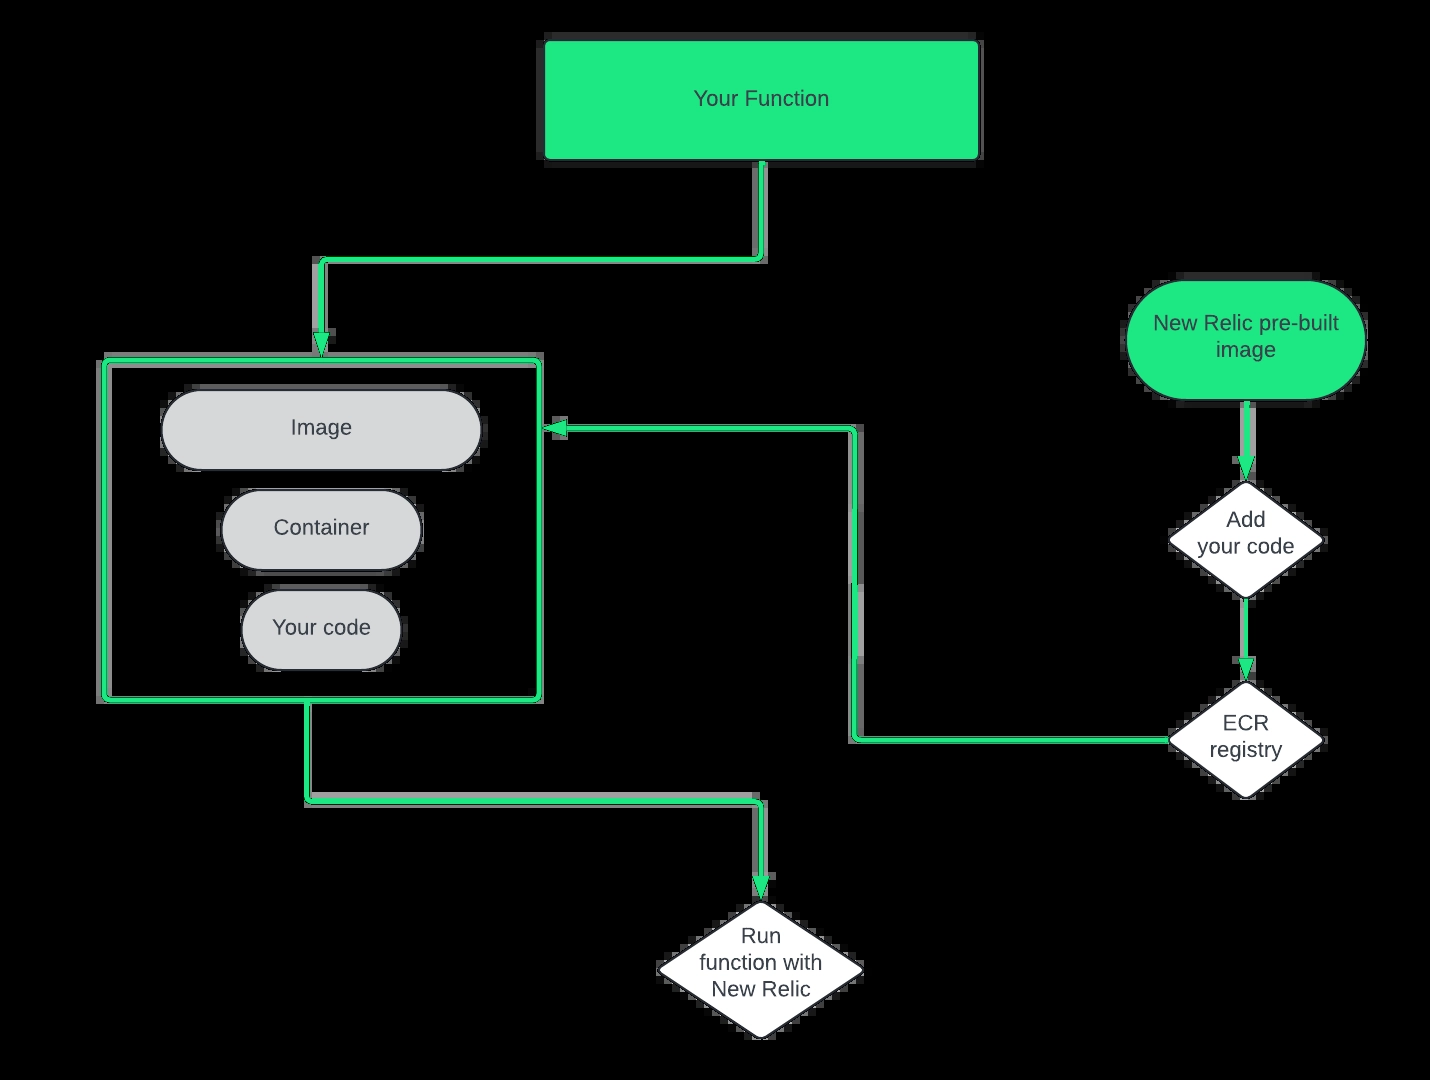 Your Function
New Relic pre-built
image
Image
Container
Your code
Add
your code
ECR
registry
Run
function with
New Relic